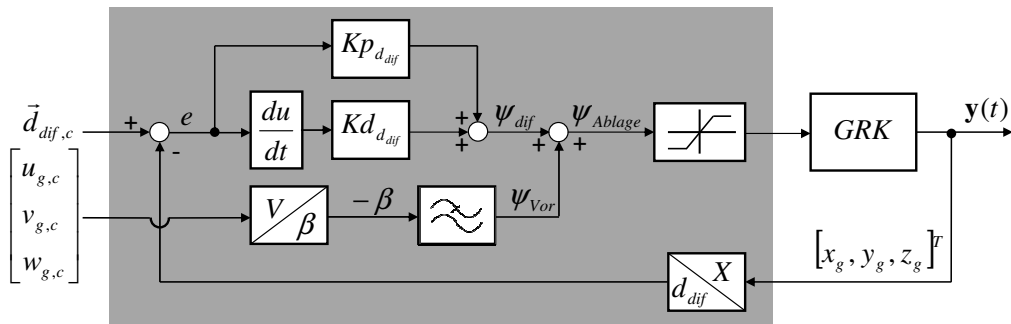 Kp_{d_{dif}}
\vec{d}_{dif,c}
+
e
-
du
dt
Kd_{d_{dif}}
+
+
+
ψ_{dif}
+
+
ψ_{Ablage}
GRK
y(t)
u_{g,c}
v_{g,c}
w_{g,c}
V
β
-β
ψ_{Vor}
[x_g, y_g, z_g]^T
X
d_{dif}